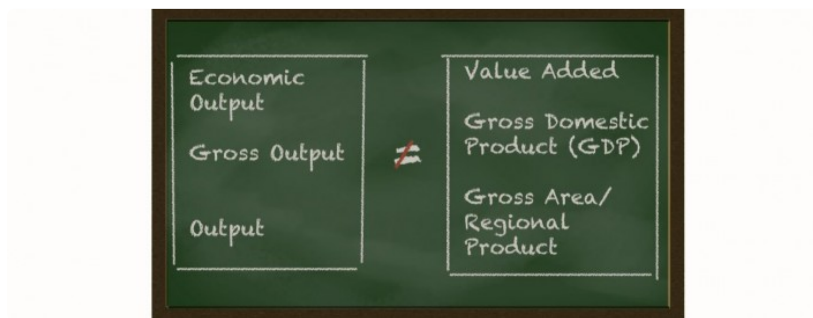 Economic
Output
Gross Output
Output
≠
Value Added
Gross Domestic
Product (GDP)
Gross Area/
Regional
Product